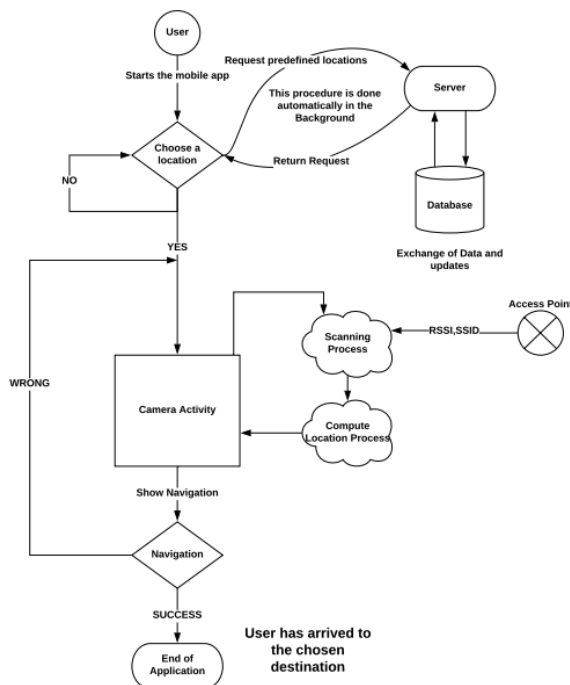 User
Starts the mobile app
Request predefined locations
This procedure is done
automatically in the
Background
Server
Choose a
location
Return Request
NO
Database
YES
Exchange of Data and
updates
Access Point
Scanning
Process
RSSI,SSID
WRONG
Camera Activity
Compute
Location Process
Show Navigation
Navigation
SUCCESS
User has arrived to
the chosen
destination
End of
Application